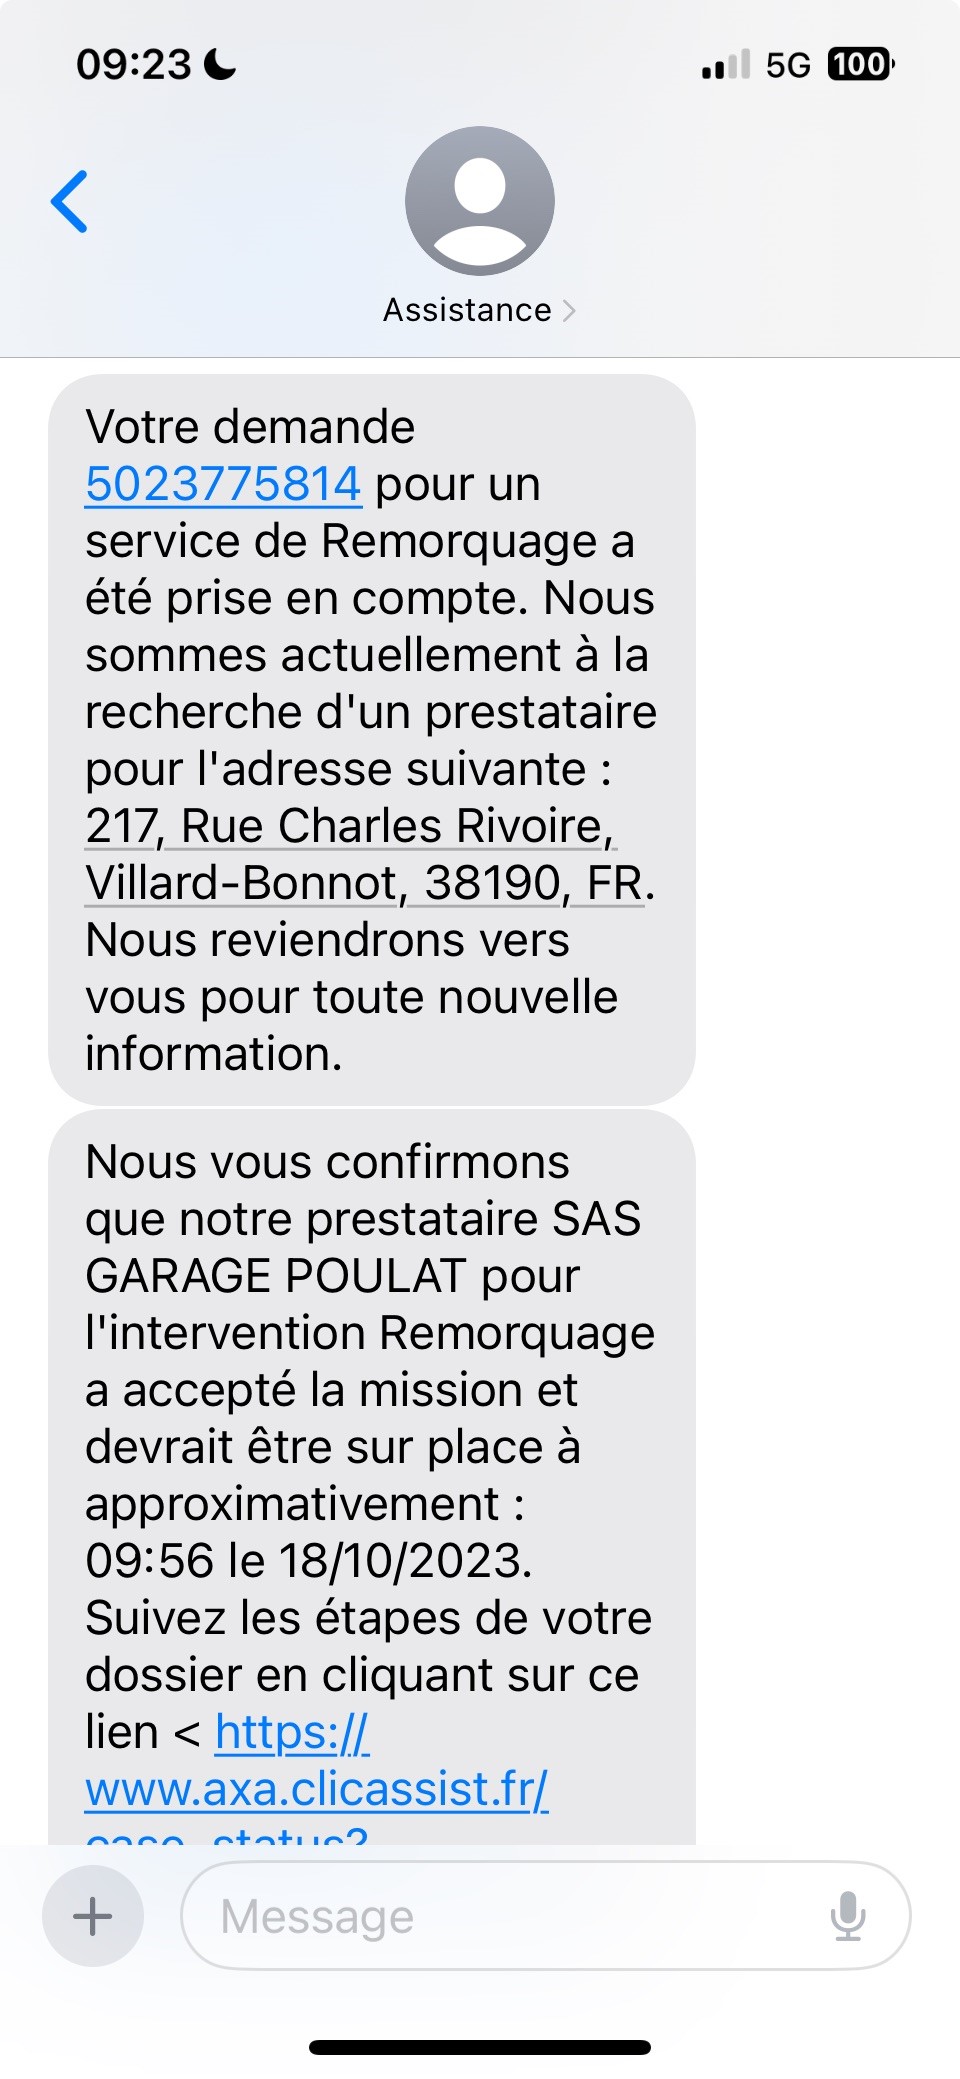 09:23
5G
100
Assistance
Votre demande
5023775814 pour un
service de Remorquage a
été prise en compte. Nous
sommes actuellement à la
recherche d'un prestataire
pour l'adresse suivante :
217, Rue Charles Rivoire,
Villard-Bonnot, 38190, FR.
Nous reviendrons vers
vous pour toute nouvelle
information.
Nous vous confirmons
que notre prestataire SAS
GARAGE POULAT pour
l'intervention Remorquage
a accepté la mission et
devrait être sur place à
approximativement :
09:56 le 18/10/2023.
Suivez les étapes de votre
dossier en cliquant sur ce
lien < https://
www.axa.clicassist.fr/
case_status?
Message